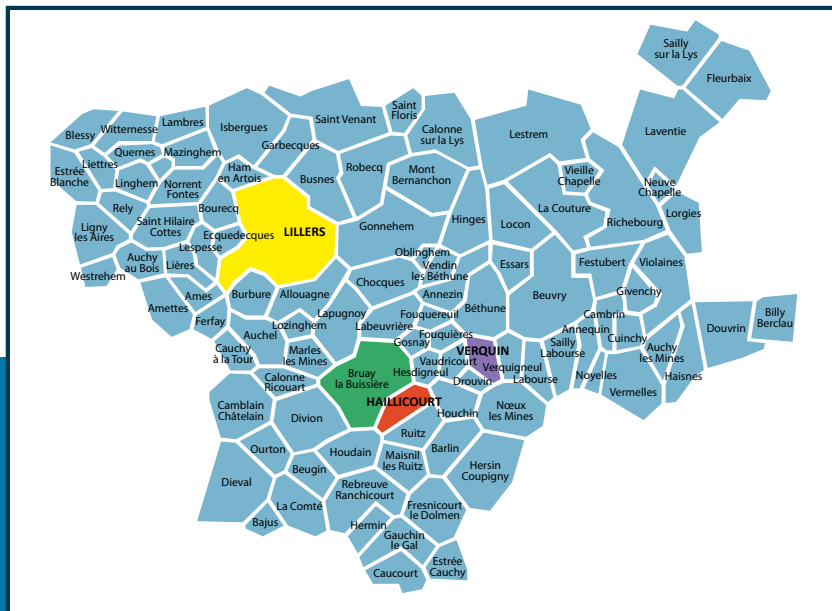 Sailly
sur la Lys
Fleurbaix
Saint
Floris
Saint Venant
Calonne
sur la Lys
Lestrem
Laventie
Lambres
Isbergues
Witternesse
Blessy
Garbecques
Quernes
Mazinghem
Liettres
Estrée
Blanche
Linghem
Norrent
Fontes
Ham
en Artois
Busnes
Robecq
Mont
Bernanchon
Vieille
Chapelle
Neuve
Chapelle
Rely
Bourecq
Saint Hilaire
Cottes
La Couture
Lorgies
Hinges
Locon
Richebourg
Gonnehem
Ligny
les Aires
Ecquedecques
LILLERS
Lespesse
Auchy
au Bois
Lières
Oblinghem
Vendin
les Béthune
Essars
Festubert
Violaines
Westrehem
Chocques
Annezin
Béthune
Beuvry
Givenchy
Ames
Amettes
Burbure
Allouagne
Lapugnoy
Labeuvrière
Fouquereuil
Fouquières
Cambrin
Annequin
Cuinchy
Douvrin
Billy
Berclau
Ferfay
Auchel
Lozinghem
Gosnay
VERQUIN
Sailly
Labourse
Auchy
les Mines
Cauchy
à la Tour
Marles
les Mines
Vaudricourt
Verquigneul
Hesdigneul
Bruay
la Buissière
Drouvin
Labourse
Noyelles
Haisnes
Calonne
Ricouart
Vermelles
HAILLICOURT
Houchin
Nœux
les Mines
Camblain
Châtelain
Divion
Ruitz
Barlin
Ourton
Houdain
Maisnil
les Ruitz
Hersin
Coupigny
Beugin
Dieval
Rebreuve
Ranchicourt
La Comté
Fresnicourt
le Dolmen
Bajus
Hermin
Gauchin
le Gal
Estrée
Cauchy
Caucourt